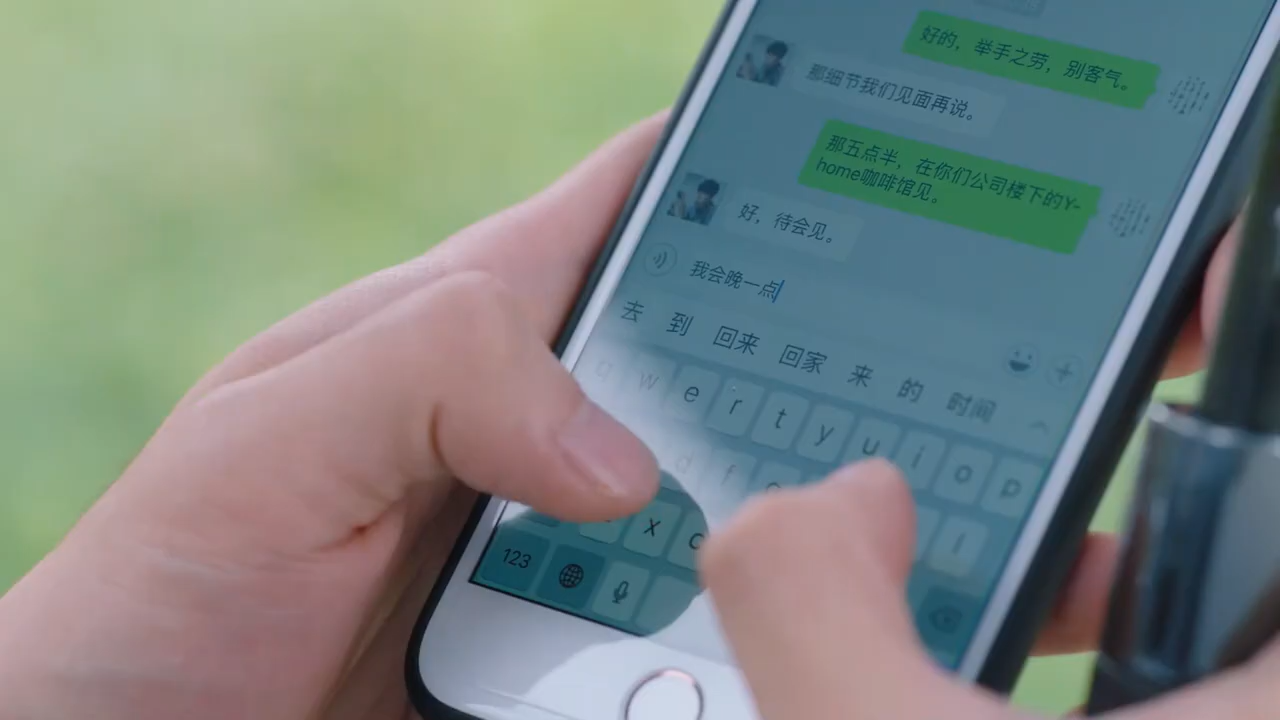 好的，举手之劳，别客气。
那细节我们见面再说。
那五点半，在你们公司楼下的Y-
home咖啡馆见。
好，待会见。
我会晚一点
去 到 回来 回家 来 的 时间
q w e r t y u i o p
d f
x
123